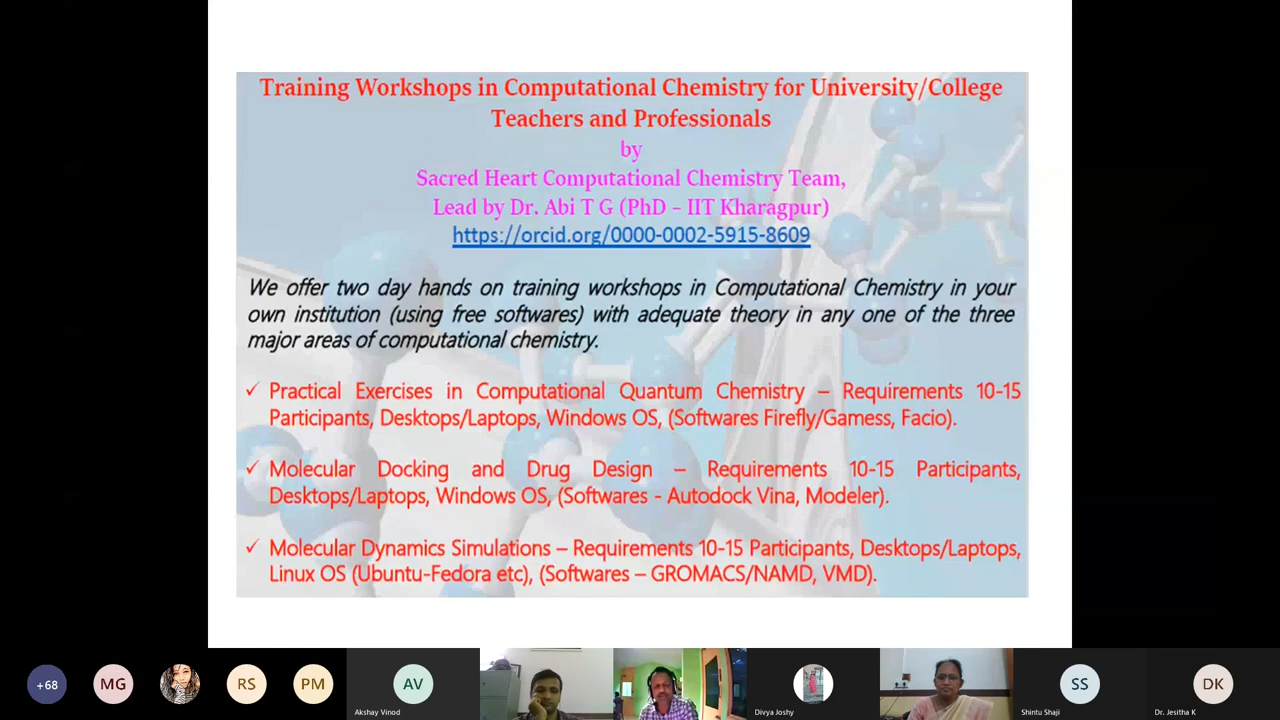 Training Workshops in Computational Chemistry for University/College
Teachers and Professionals
by
Sacred Heart Computational Chemistry Team,
Lead by Dr. Abi T G (PhD – IIT Kharagpur)
https://orcid.org/0000-0002-5915-8609
We offer two day hands on training workshops in Computational Chemistry in your
own institution (using free softwares) with adequate theory in any one of the three
major areas of computational chemistry.
✓ Practical Exercises in Computational Quantum Chemistry – Requirements 10-15
Participants, Desktops/Laptops, Windows OS, (Softwares Firefly/Gamess, Facio).
✓ Molecular Docking and Drug Design – Requirements 10-15 Participants,
Desktops/Laptops, Windows OS, (Softwares - Autodock Vina, Modeler).
✓ Molecular Dynamics Simulations – Requirements 10-15 Participants, Desktops/Laptops,
Linux OS (Ubuntu-Fedora etc), (Softwares – GROMACS/NAMD, VMD).
+68 MG RS PM AV SS DK
Akshay Vinod Divya Joshy Shintu Shaji Dr. Jesitha K